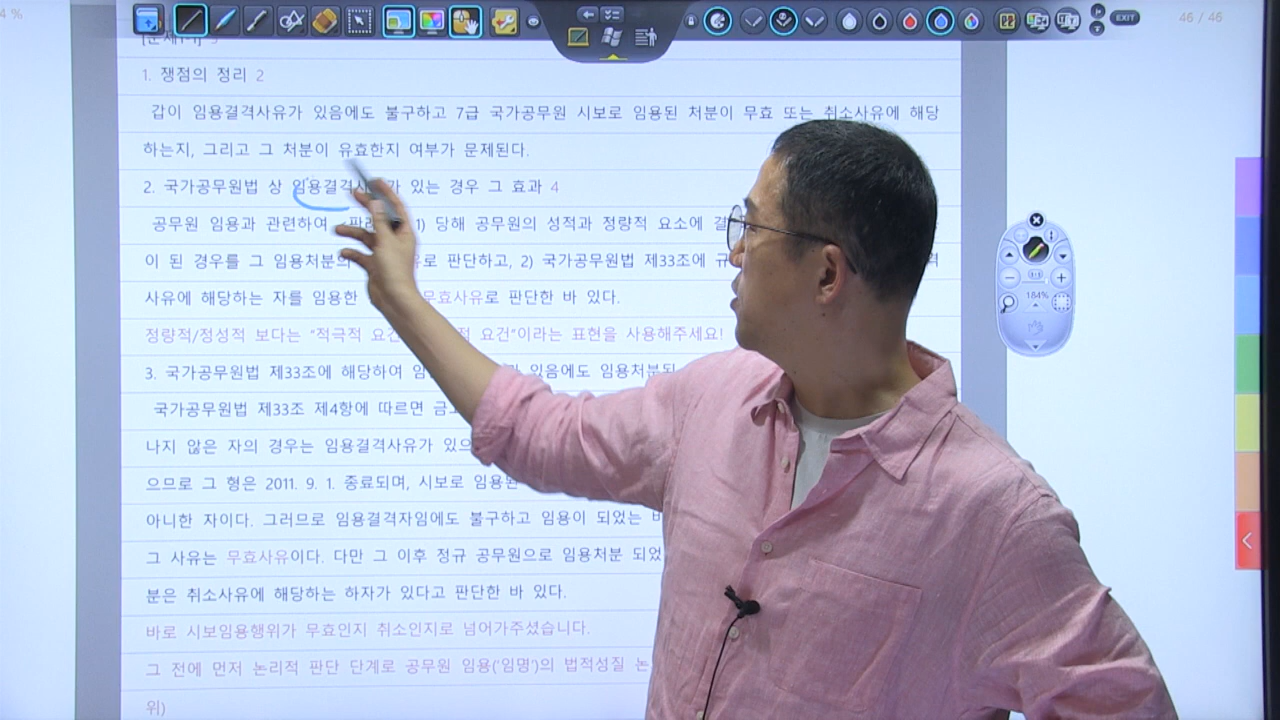 4 %
46 / 46
EXIT
1. 쟁점의 정리 2
갑이 임용결격사유가 있음에도 불구하고 7급 국가공무원 시보로 임용된 처분이 무효 또는 취소사유에 해당
하는지, 그리고 그 처분이 유효한지 여부가 문제된다.
2. 국가공무원법 상 임용결격사유가 있는 경우 그 효과 4
공무원 임용과 관련하여 1) 당해 공무원의 성적과 정량적 요소에
이 된 경우를 그 임용처분의 로 판단하고, 2) 국가공무원법 제33조에
사유에 해당하는 자를 임용한 무효사유로 판단한 바 있다.
정량적/정성적 보다는 "적극적 요건 요건"이라는 표현을 사용해주세요!
3. 국가공무원법 제33조에 해당하여 있음에도 임용처분된
국가공무원법 제33조 제4항에 따르면
나지 않은 자의 경우는 임용결격사유가
으므로 그 형은 2011. 9. 1. 종료되며, 시보로 임용된
아니한 자이다. 그러므로 임용결격자임에도 불구하고 임용이 되었는
그 사유는 무효사유이다. 다만 그 이후 정규 공무원으로 임용처분 되었
분은 취소사유에 해당하는 하자가 있다고 판단한 바 있다.
바로 시보임용행위가 무효인지 취소인지로 넘어가주셨습니다.
그 전에 먼저 논리적 판단 단계로 공무원 임용('임명')의 법적성질
위)
184%